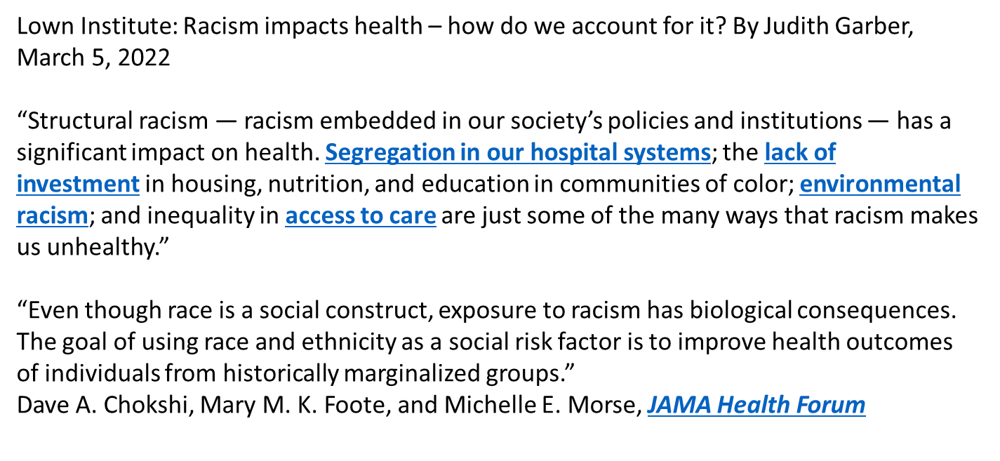 Lown Institute: Racism impacts health – how do we account for it? By Judith Garber,
March 5, 2022
“Structural racism — racism embedded in our society’s policies and institutions — has a
significant impact on health. Segregation in our hospital systems; the lack of
investment in housing, nutrition, and education in communities of color; environmental
racism; and inequality in access to care are just some of the many ways that racism makes
us unhealthy.”
“Even though race is a social construct, exposure to racism has biological consequences.
The goal of using race and ethnicity as a social risk factor is to improve health outcomes
of individuals from historically marginalized groups.”
Dave A. Chokshi, Mary M. K. Foote, and Michelle E. Morse, JAMA Health Forum